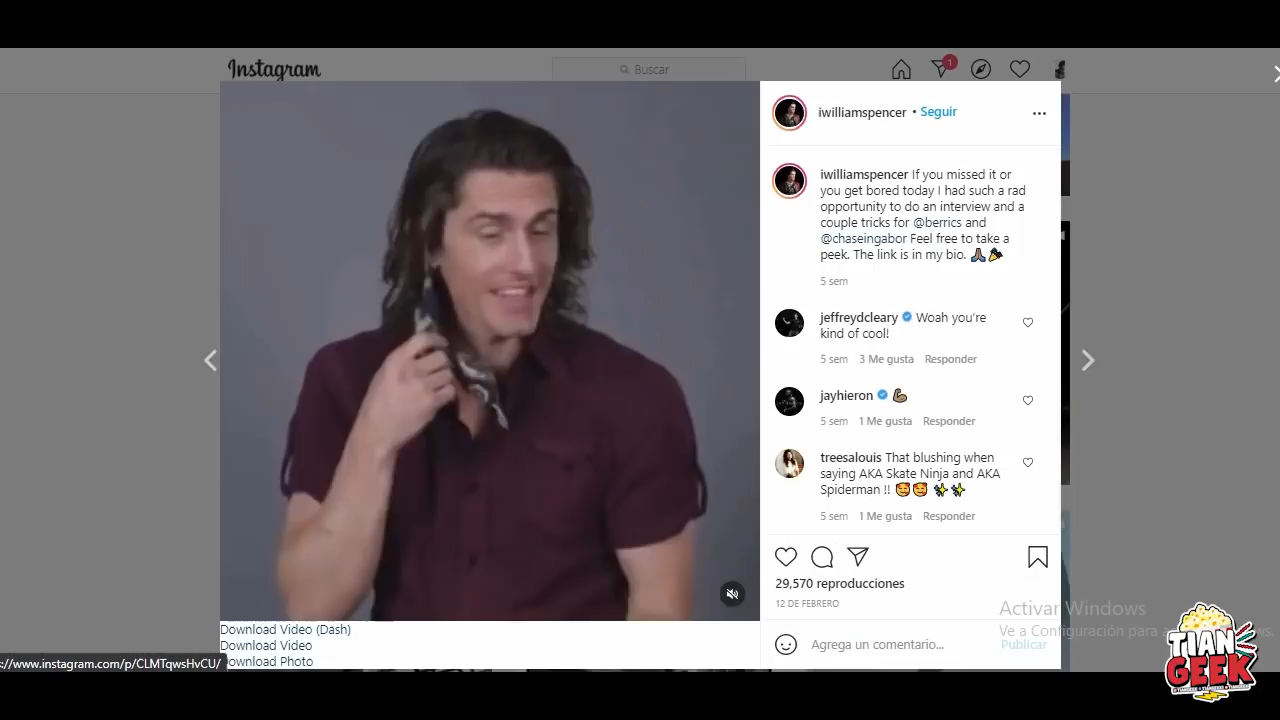 Instagram
Buscar
1
iwilliamspencer • Seguir
iwilliamspencer If you missed it or
you get bored today I had such a rad
opportunity to do an interview and a
couple tricks for @berrics and
@chaseingabor Feel free to take a
peek. The link is in my bio. 🙏🏽🎉
5 sem
jeffreydcleary Woah you're
kind of cool!
5 sem 3 Me gusta Responder
jayhieron 💪🏽
5 sem 1 Me gusta Responder
treesalouis That blushing when
saying AKA Skate Ninja and AKA
Spiderman !! 🥰🥰 ✨✨
5 sem 1 Me gusta Responder
29,570 reproducciones
12 DE FEBRERO
Agrega un comentario...
Publicar
Activar Windows
Ve a Configuración para
Download Video (Dash)
Download Video
Download Photo
://www.instagram.com/p/CLMTqwsHvCU/
TIAN
GEEK